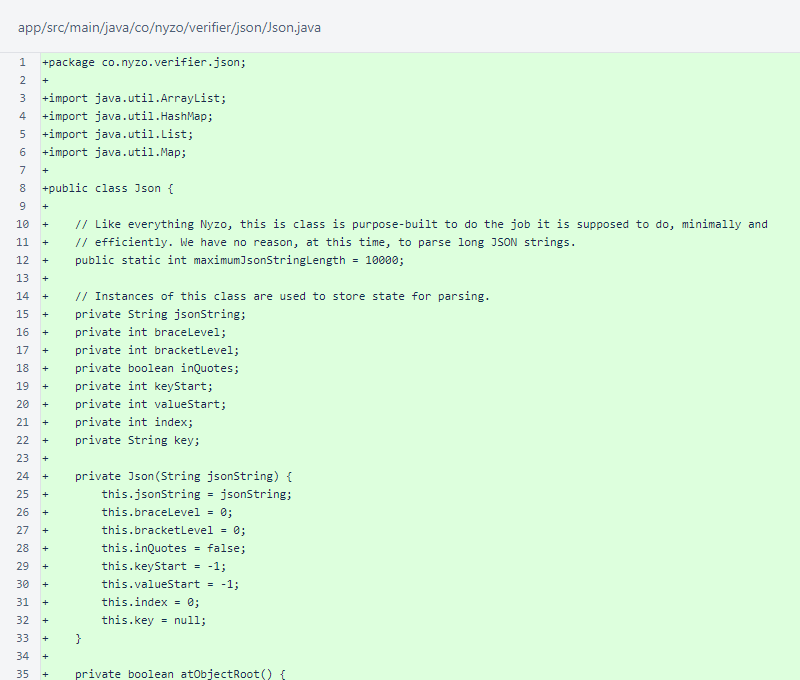 app/src/main/java/co/nyzo/verifier/json/Json.java
1 +package co.nyzo.verifier.json;
2 +
3 +import java.util.ArrayList;
4 +import java.util.HashMap;
5 +import java.util.List;
6 +import java.util.Map;
7 +
8 +public class Json {
9 +
10 +    // Like everything Nyzo, this is class is purpose-built to do the job it is supposed to do, minimally and
11 +    // efficiently. We have no reason, at this time, to parse long JSON strings.
12 +    public static int maximumJsonStringLength = 10000;
13 +
14 +    // Instances of this class are used to store state for parsing.
15 +    private String jsonString;
16 +    private int braceLevel;
17 +    private int bracketLevel;
18 +    private boolean inQuotes;
19 +    private int keyStart;
20 +    private int valueStart;
21 +    private int index;
22 +    private String key;
23 +
24 +    private Json(String jsonString) {
25 +        this.jsonString = jsonString;
26 +        this.braceLevel = 0;
27 +        this.bracketLevel = 0;
28 +        this.inQuotes = false;
29 +        this.keyStart = -1;
30 +        this.valueStart = -1;
31 +        this.index = 0;
32 +        this.key = null;
33 +    }
34 +
35 +    private boolean atObjectRoot() {